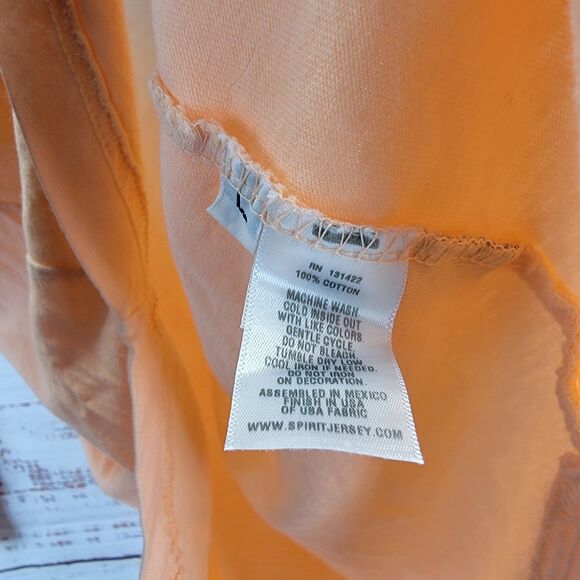 RN 131422
100% COTTON
MACHINE WASH
COLD INSIDE OUT
WITH LIKE COLORS.
GENTLE CYCLE.
DO NOT BLEACH.
TUMBLE DRY LOW.
COOL IRON IF NEEDED.
DO NOT IRON
ON DECORATION.
ASSEMBLED IN MEXICO
FINISH IN USA
OF USA FABRIC
WWW.SPIRITJERSEY.COM